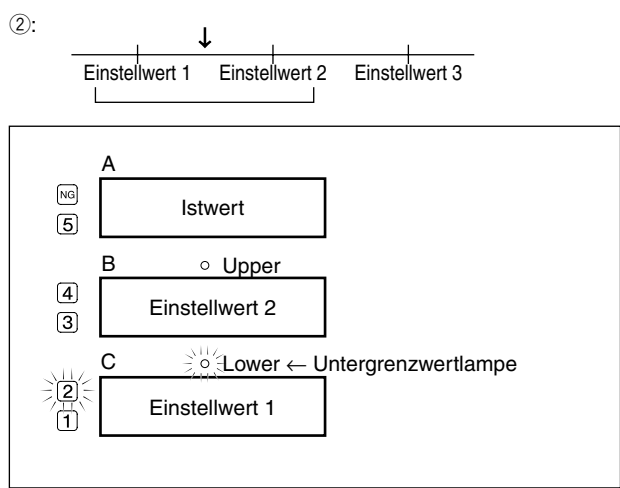 ②:
↓
Einstellwert 1 Einstellwert 2 Einstellwert 3
A
NG
Istwert
5
B
Upper
4
Einstellwert 2
3
C
Lower ← Untergrenzwertlampe
2
Einstellwert 1
1